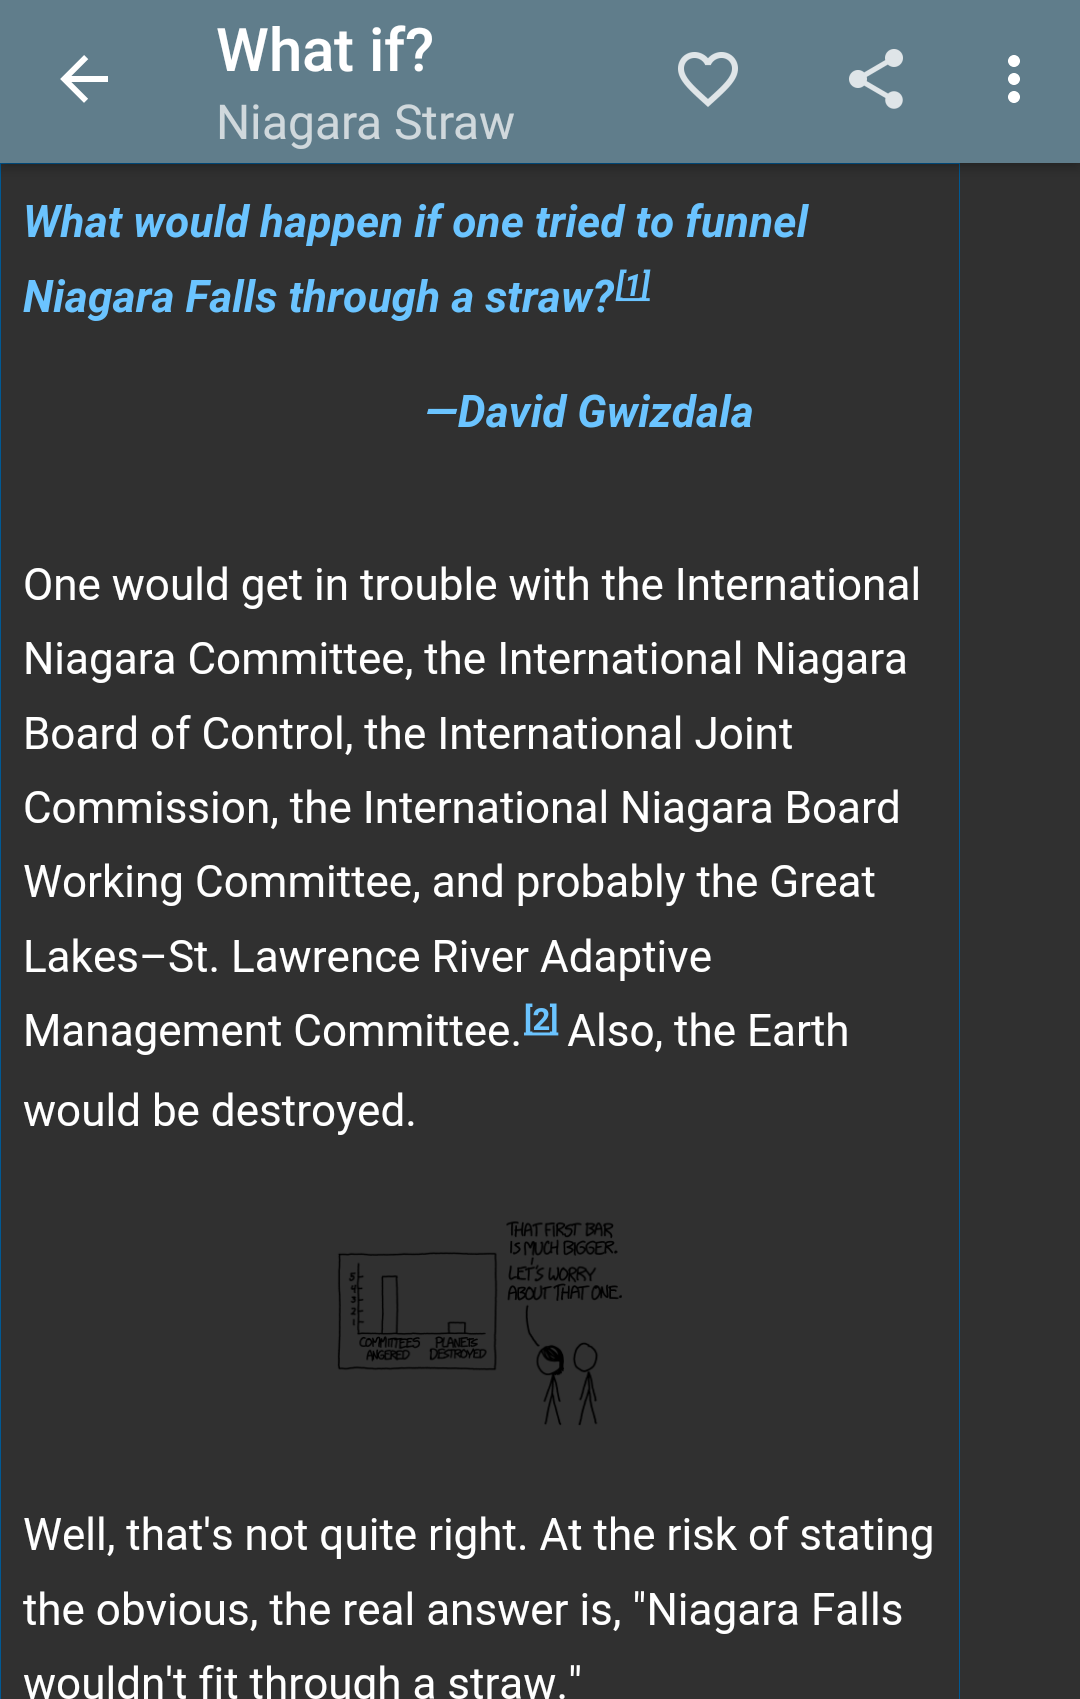 What if?
Niagara Straw
What would happen if one tried to funnel
Niagara Falls through a straw?[1]
—David Gwizdala
One would get in trouble with the International
Niagara Committee, the International Niagara
Board of Control, the International Joint
Commission, the International Niagara Board
Working Committee, and probably the Great
Lakes–St. Lawrence River Adaptive
Management Committee.[2] Also, the Earth
would be destroyed.
THAT FIRST BAR
IS MUCH BIGGER.
LET'S WORRY
ABOUT THAT ONE.
5
4
3
2
1
COMMITTEES
ANGERED
PLANETS
DESTROYED
Well, that's not quite right. At the risk of stating
the obvious, the real answer is, "Niagara Falls
wouldn't fit through a straw."